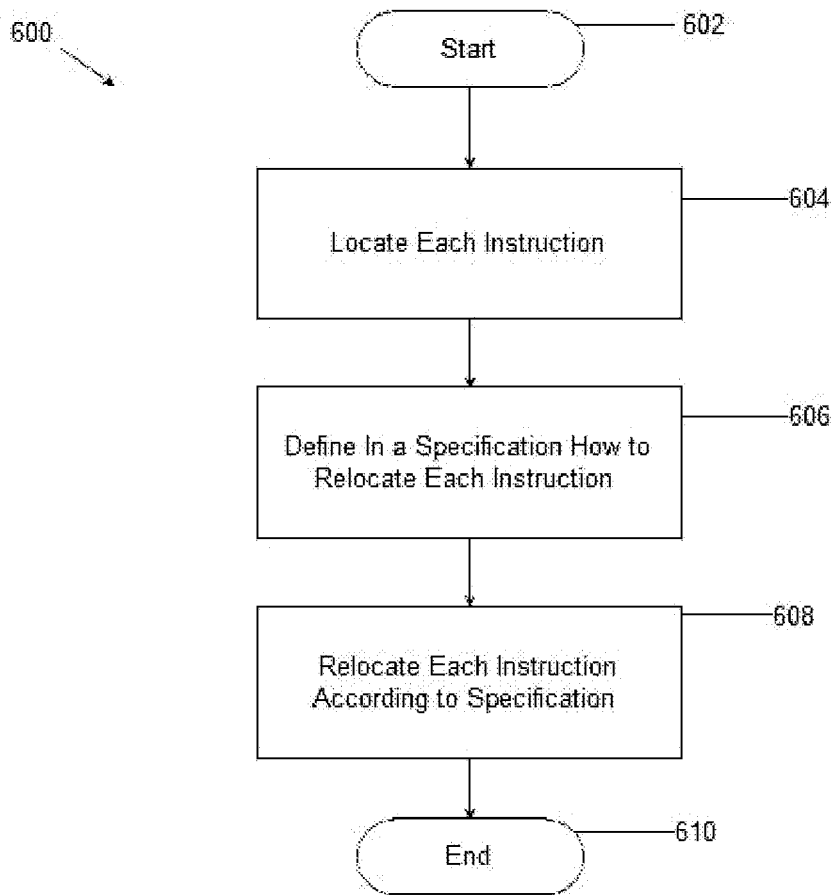 600
Start
602
Locate Each Instruction
604
Define In a Specification How to
Relocate Each Instruction
606
Relocate Each Instruction
According to Specification
608
End
610